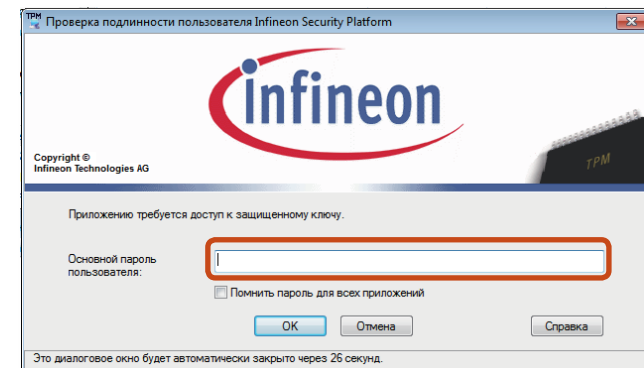 TPM Проверка подлинности пользователя Infineon Security Platform
infineon
Copyright ©
Infineon Technologies AG
TPM
Приложению требуется доступ к защищенному ключу.
Основной пароль
пользователя:
Помнить пароль для всех приложений
OK Отмена Справка
Это диалоговое окно будет автоматически закрыто через 26 секунд.